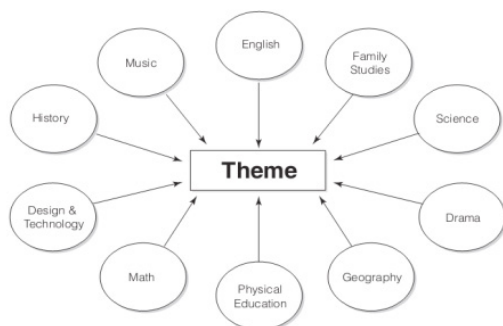 English
Music
Family
Studies
History
Science
Theme
Design &
Technology
Drama
Math
Physical
Education
Geography